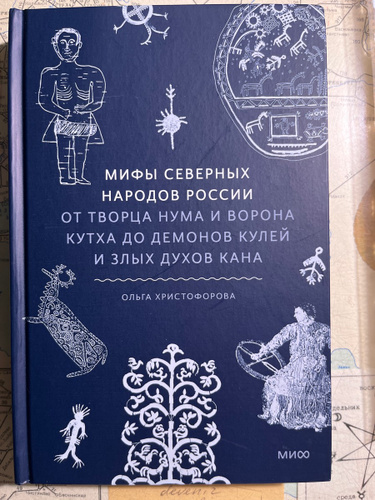 МИФЫ СЕВЕРНЫХ
НАРОДОВ РОССИИ
ОТ ТВОРЦА НУМА И ВОРОНА
КУТХА ДО ДЕМОНОВ КУЛЕЙ
И ЗЛЫХ ДУХОВ КАНА
ОЛЬГА ХРИСТОФОРОВА
МИФ